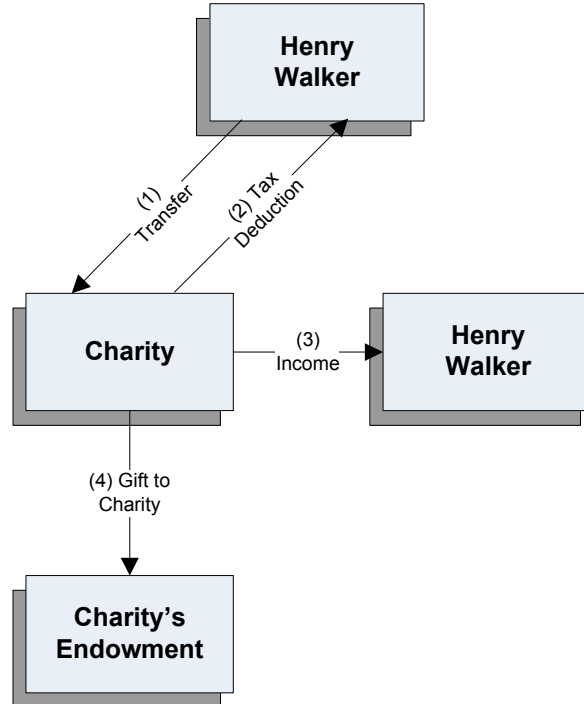 Henry
Walker
(1)
Transfer
(2) Tax
Deduction
Charity
(3)
Income
Henry
Walker
(4) Gift to
Charity
Charity’s
Endowment